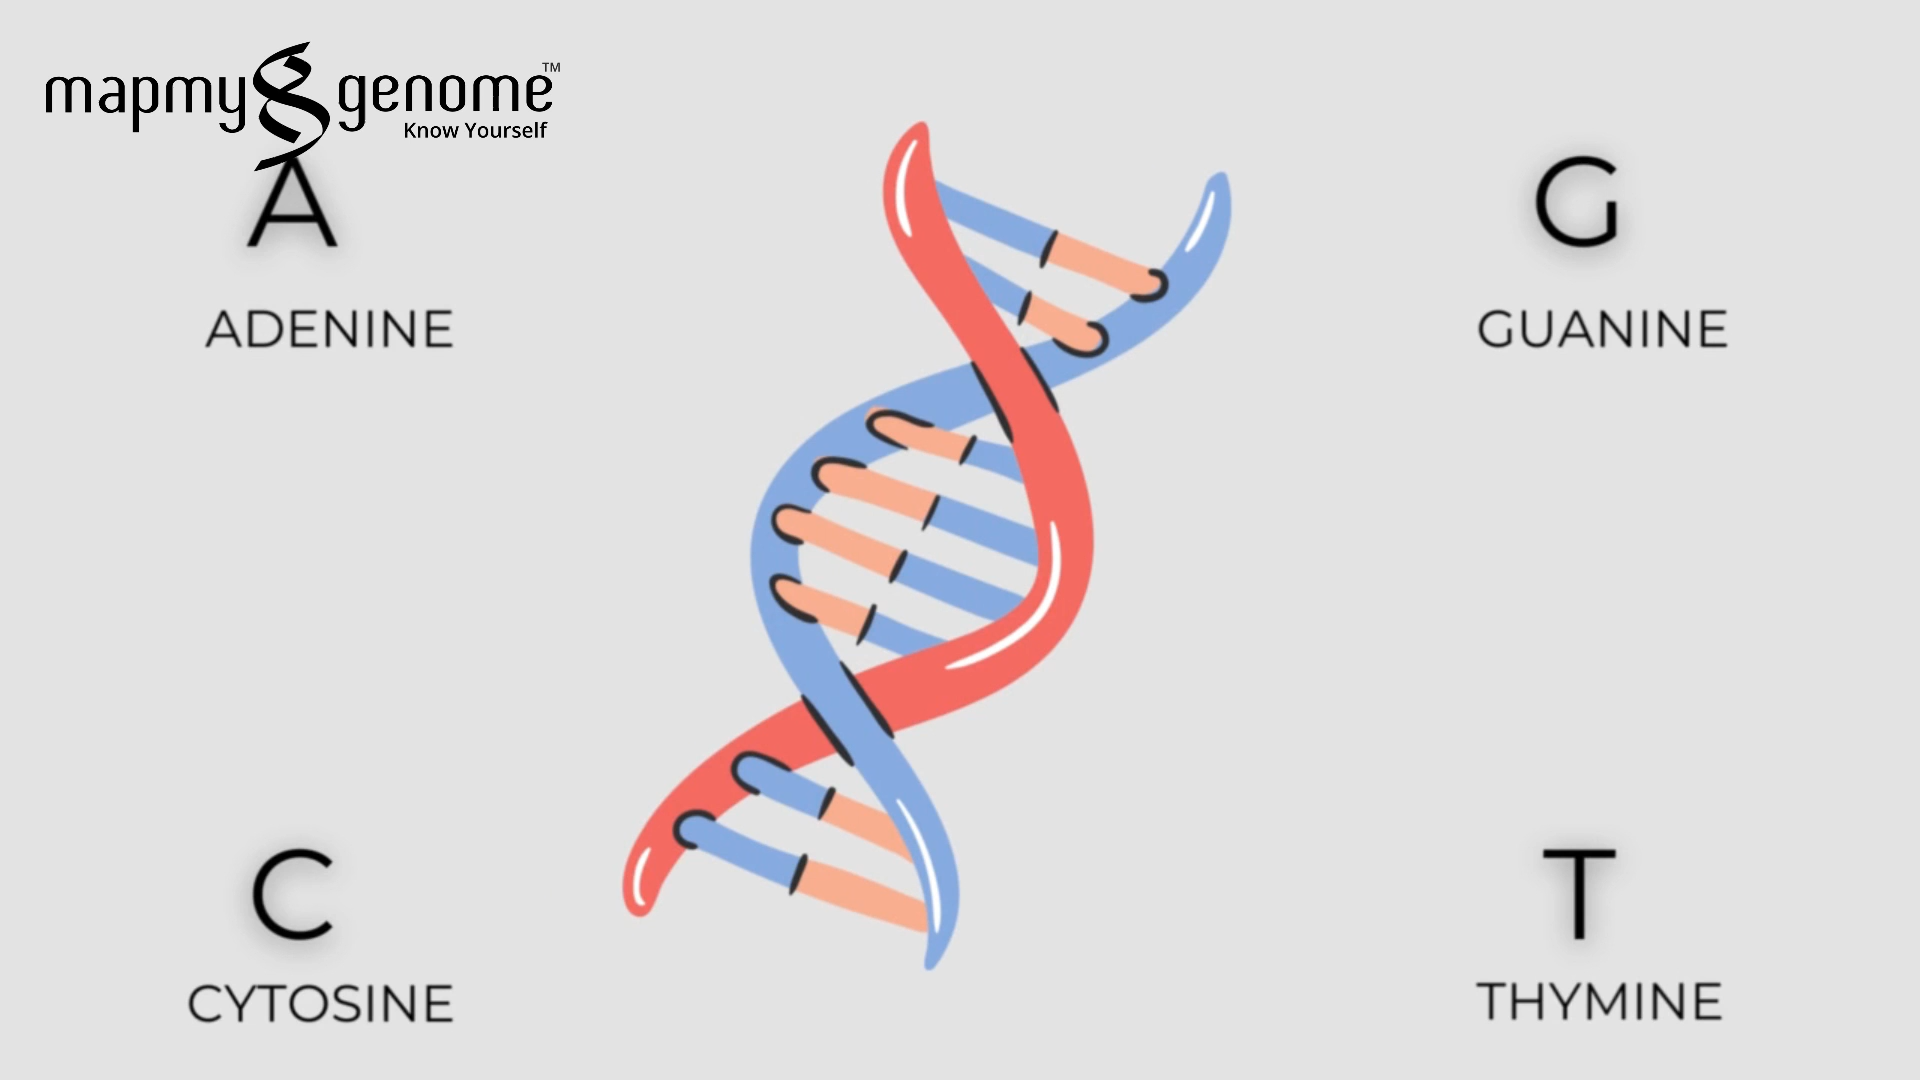 mapmygenome™
Know Yourself
A
ADENINE
G
GUANINE
C
CYTOSINE
T
THYMINE